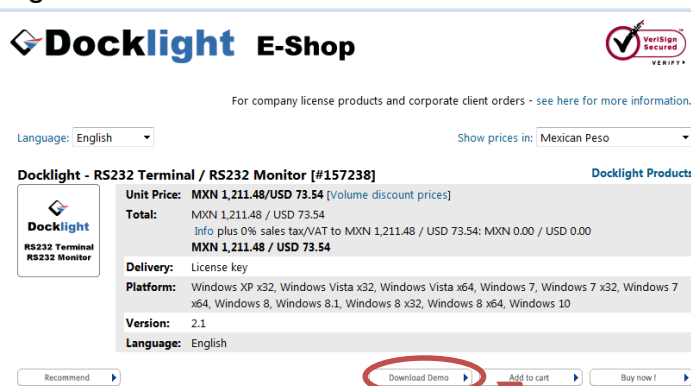 Docklight E-Shop
VeriSign
Secured
VERIFY
For company license products and corporate client orders - see here for more information.
Language: English
Show prices in: Mexican Peso
Docklight - RS232 Terminal / RS232 Monitor [#157238]
Docklight Products
Docklight
RS232 Terminal
RS232 Monitor
Unit Price: MXN 1,211.48/USD 73.54 [Volume discount prices]
Total: MXN 1,211.48 / USD 73.54
Info plus 0% sales tax/VAT to MXN 1,211.48 / USD 73.54: MXN 0.00 / USD 0.00
MXN 1,211.48 / USD 73.54
Delivery: License key
Platform: Windows XP x32, Windows Vista x32, Windows Vista x64, Windows 7, Windows 7 x32, Windows 7
x64, Windows 8, Windows 8.1, Windows 8 x32, Windows 8 x64, Windows 10
Version: 2.1
Language: English
Recommend
Download Demo
Add to cart
Buy now !